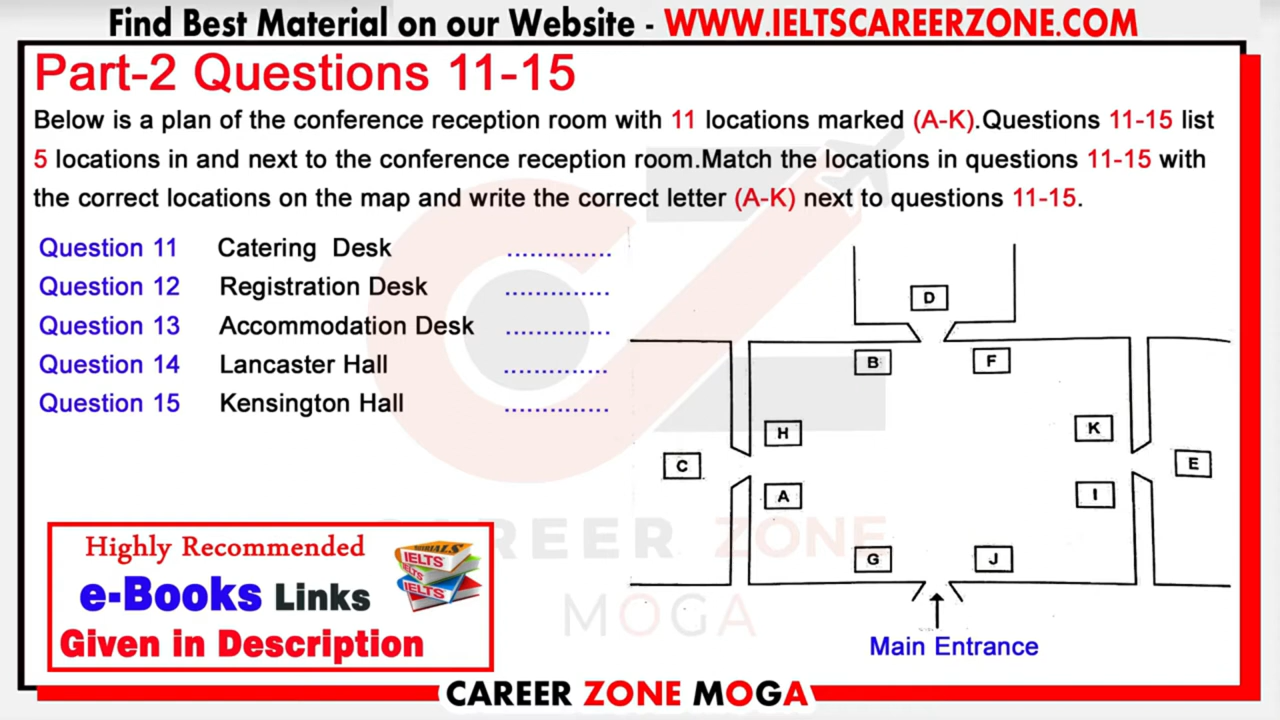 Find Best Material on our Website - WWW.IELTSCAREERZONE.COM
Part-2 Questions 11-15
Below is a plan of the conference reception room with 11 locations marked (A-K).Questions 11-15 list
5 locations in and next to the conference reception room.Match the locations in questions 11-15 with
the correct locations on the map and write the correct letter (A-K) next to questions 11-15.
Question 11 Catering Desk ..............
Question 12 Registration Desk ..............
Question 13 Accommodation Desk ..............
Question 14 Lancaster Hall ..............
Question 15 Kensington Hall ..............
D
B F
H K
C E
A I
G J
Main Entrance
CAREER ZONE
MOGA
Highly Recommended
e-Books Links
Given in Description
IELTS
IELTS
IELTS
CAREER ZONE MOGA